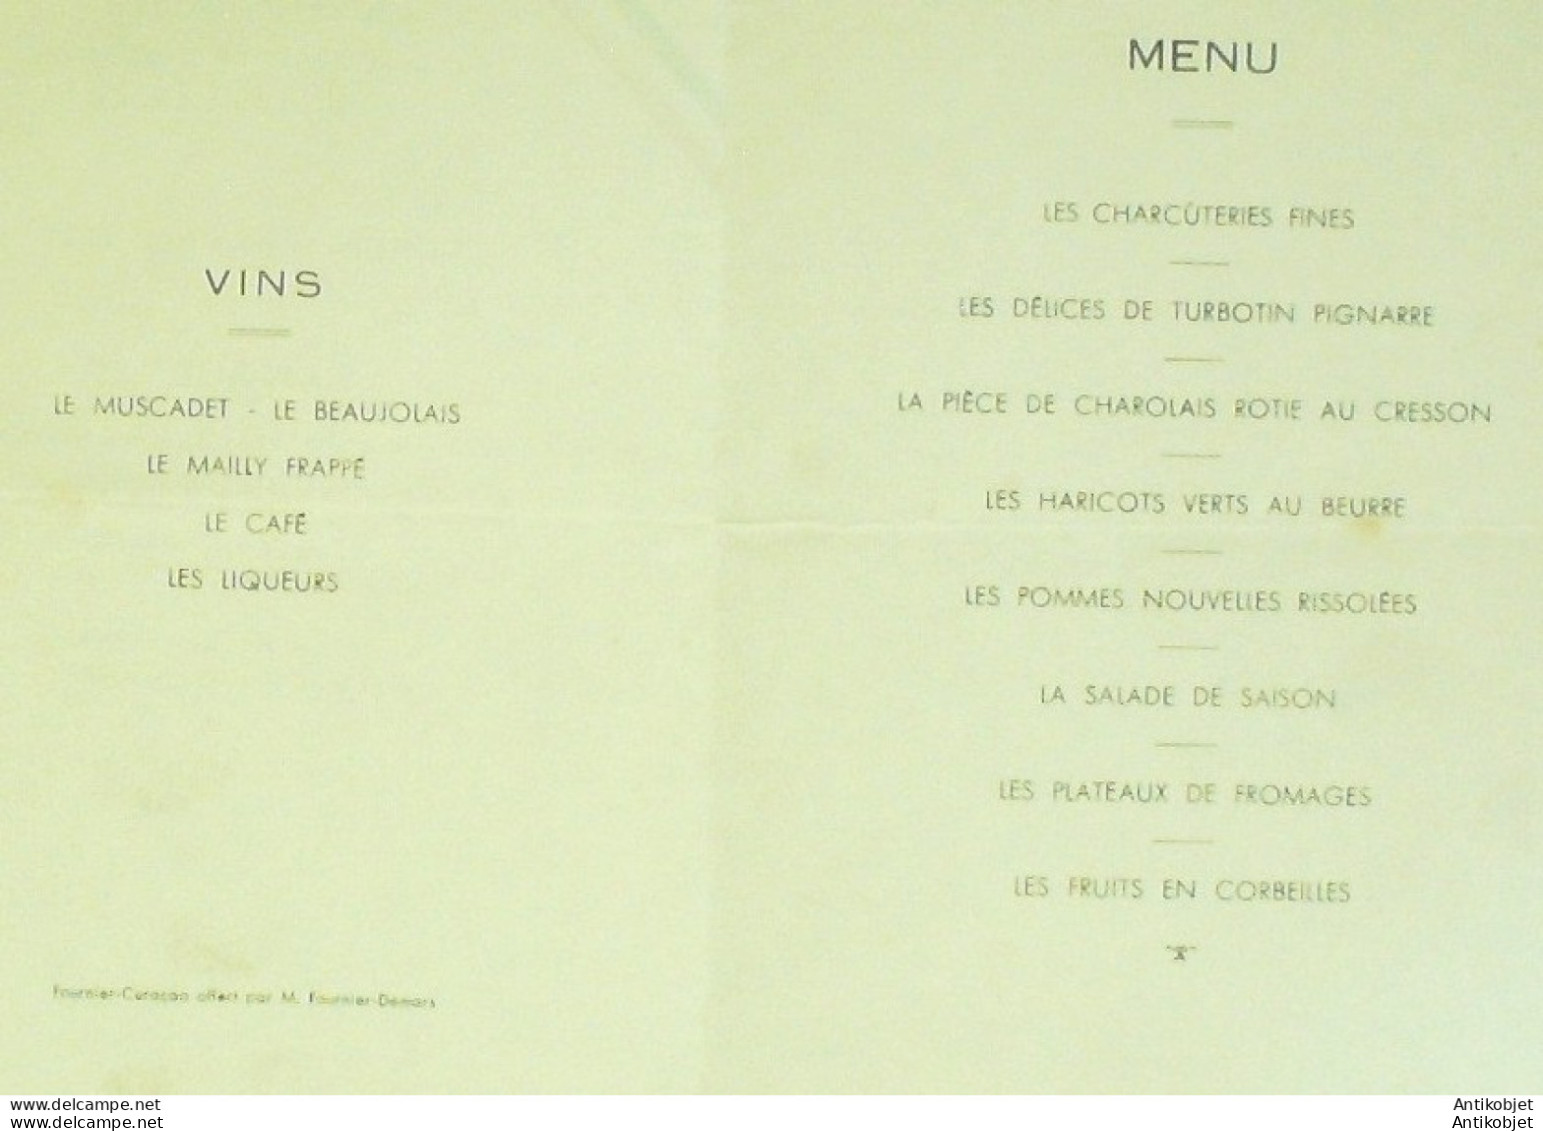 VINS
LE MUSCADET - LE BEAUJOLAIS
LE MAILLY FRAPPÉ
LE CAFÉ
LES LIQUEURS
Fournier-Curaçao offert par M. Fournier-Demars
MENU
LES CHARCÛTERIES FINES
LES DÉLICES DE TURBOTIN PIGNARRE
LA PIÈCE DE CHAROLAIS ROTIE AU CRESSON
LES HARICOTS VERTS AU BEURRE
LES POMMES NOUVELLES RISSOLÉES
LA SALADE DE SAISON
LES PLATEAUX DE FROMAGES
LES FRUITS EN CORBEILLES
www.delcampe.net Antikobjet
www.delcampe.net Antikobjet